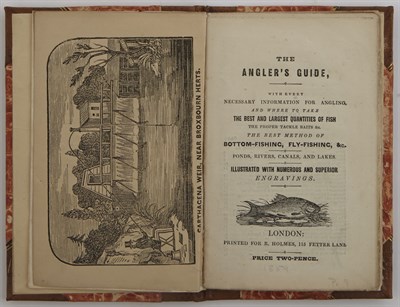 CARTHAGENA WEIR, NEAR BROXBOURN HERTS.
THE
ANGLER'S GUIDE,
WITH EVERY
NECESSARY INFORMATION FOR ANGLING,
AND WHERE TO TAKE
THE BEST AND LARGEST QUANTITIES OF FISH
THE PROPER TACKLE BAITS &c.
THE BEST METHOD OF
BOTTOM-FISHING, FLY-FISHING, &c.
PONDS, RIVERS, CANALS, AND LAKES
ILLUSTRATED WITH NUMEROUS AND SUPERIOR
ENGRAVINGS.
LONDON:
PRINTED FOR R. HOLMES, 151 FETTER LANE
PRICE TWO-PENCE.